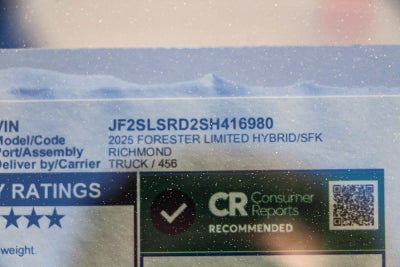 VIN JF2SLSRD2SH416980
Model/Code 2025 FORESTER LIMITED HYBRID/SFK
Port/Assembly RICHMOND
Deliver by/Carrier TRUCK / 456
Y RATINGS
CR Consumer Reports
RECOMMENDED
weight.